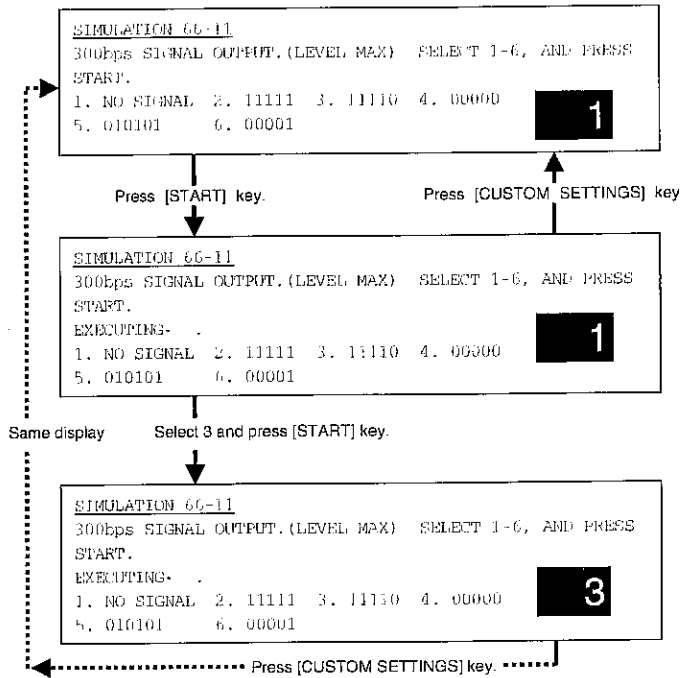 SIMULATION 66-11
300bps SIGNAL OUTPUT.(LEVEL MAX) SELECT 1-6, AND PRESS
START.
1. NO SIGNAL 2. 11111 3. 11110 4. 00000
5. 010101 6. 00001
1
Press [START] key.
Press [CUSTOM SETTINGS] key
SIMULATION 66-11
300bps SIGNAL OUTPUT.(LEVEL MAX) SELECT 1-6, AND PRESS
START.
EXECUTING· .
1. NO SIGNAL 2. 11111 3. 11110 4. 00000
5. 010101 6. 00001
1
Same display
Select 3 and press [START] key.
SIMULATION 66-11
300bps SIGNAL OUTPUT.(LEVEL MAX) SELECT 1-6, AND PRESS
START.
EXECUTING· .
1. NO SIGNAL 2. 11111 3. 11110 4. 00000
5. 010101 6. 00001
3
Press [CUSTOM SETTINGS] key.